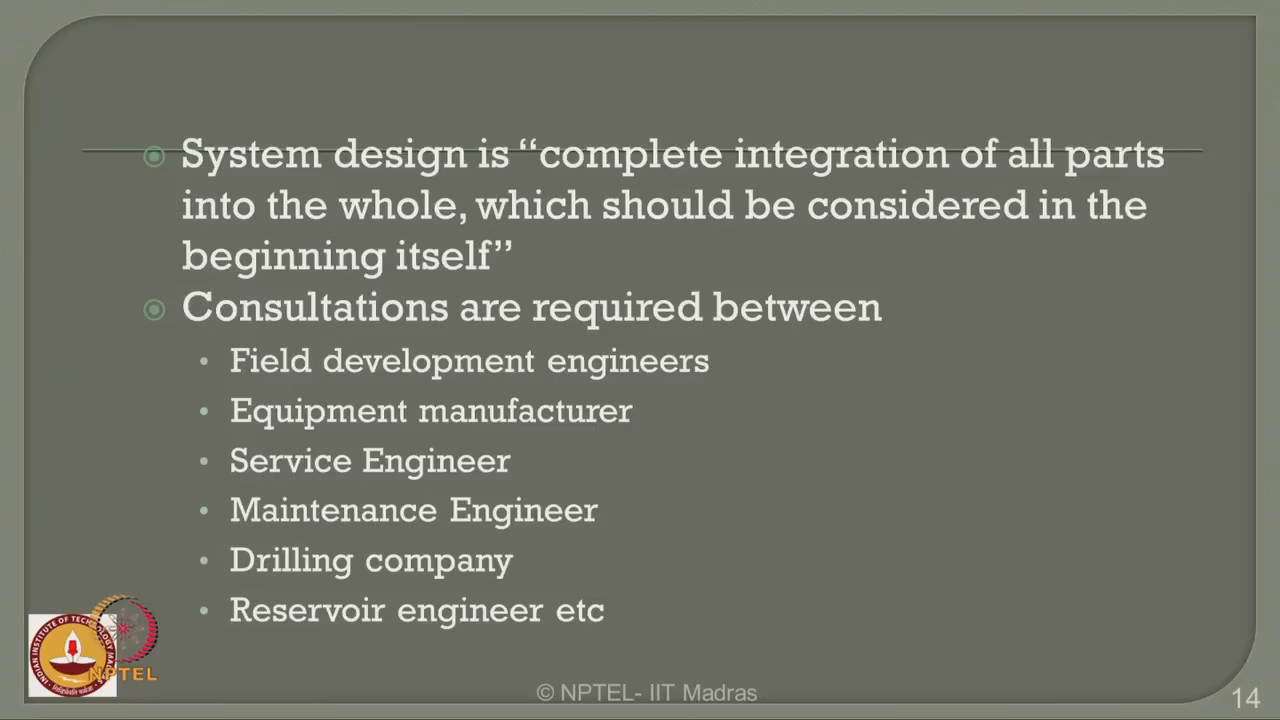 System design is “complete integration of all parts
into the whole, which should be considered in the
beginning itself”
Consultations are required between
Field development engineers
Equipment manufacturer
Service Engineer
Maintenance Engineer
Drilling company
Reservoir engineer etc
NPTEL
© NPTEL- IIT Madras
14